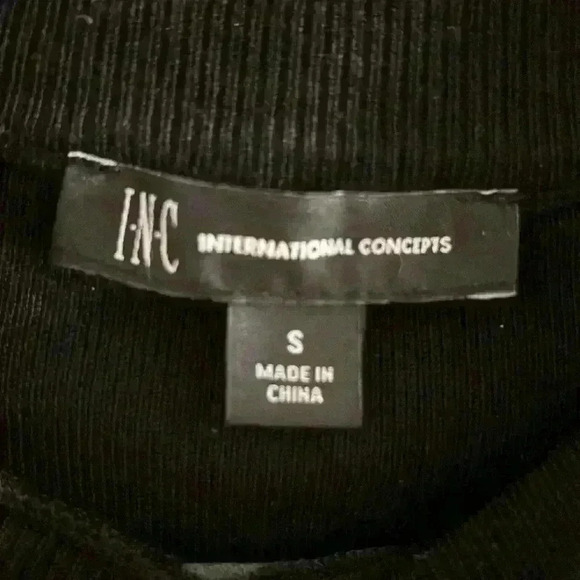 I·N·C INTERNATIONAL CONCEPTS
S
MADE IN
CHINA